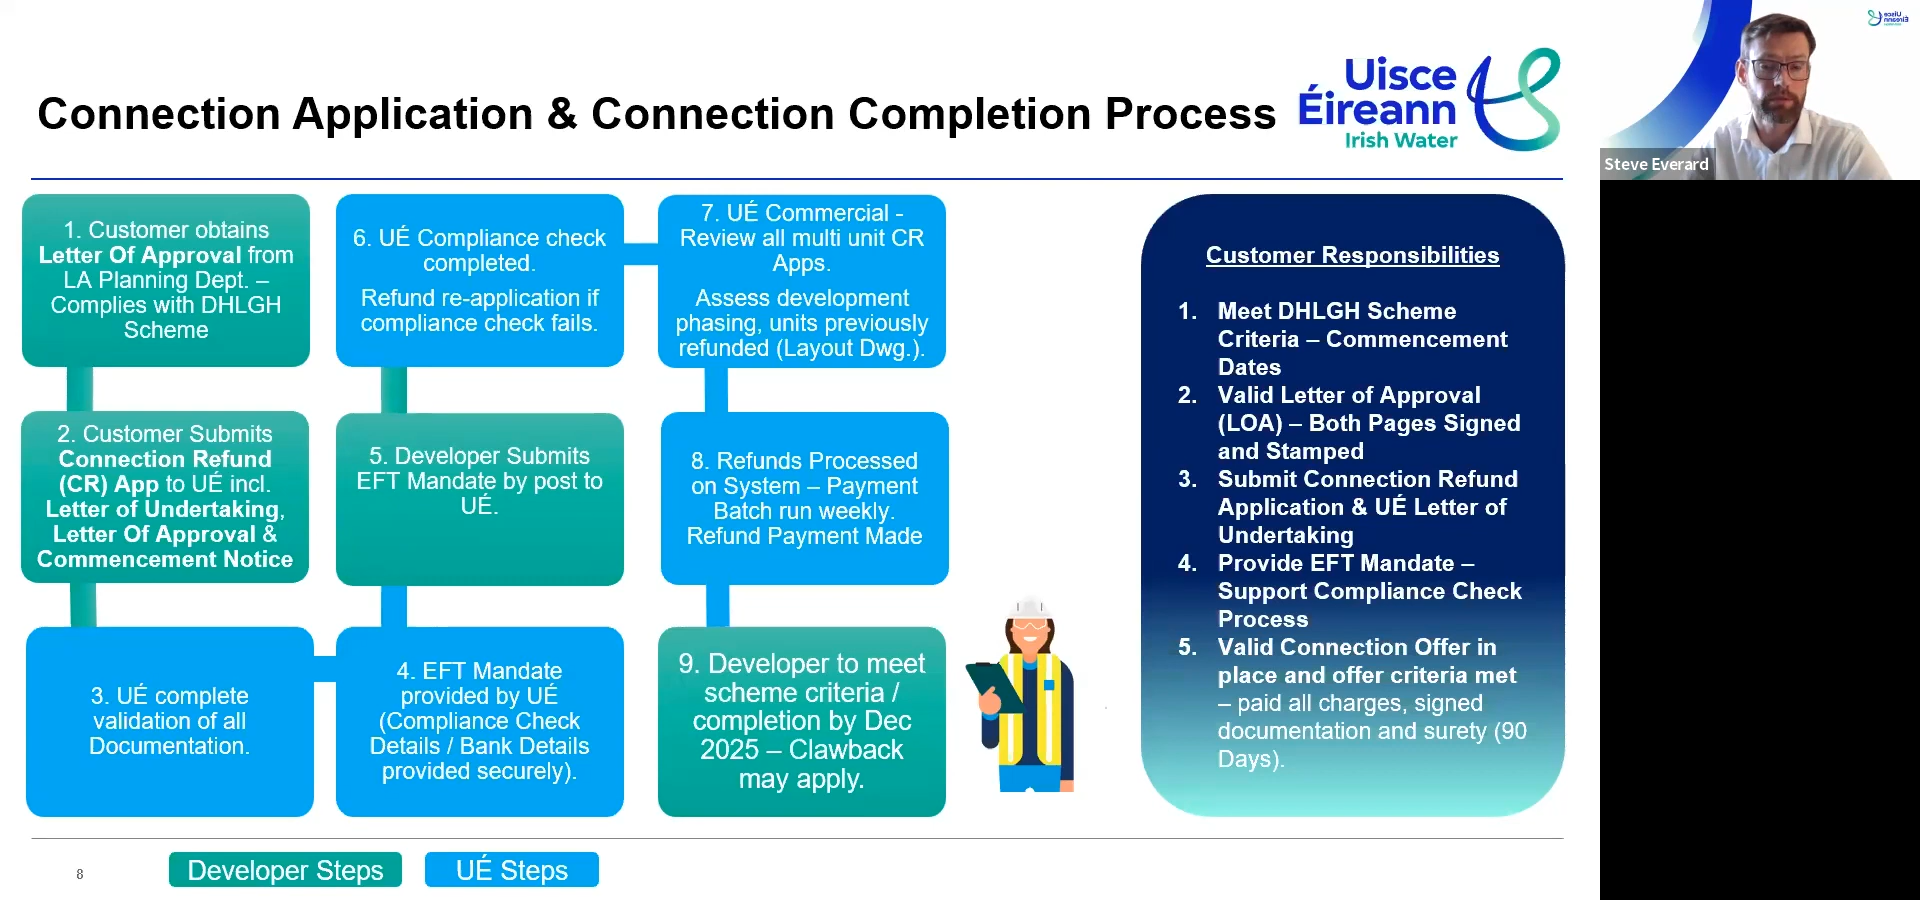 Connection Application & Connection Completion Process
Uisce
Éireann
Irish Water
1. Customer obtains
Letter Of Approval from
LA Planning Dept. –
Complies with DHLGH
Scheme
2. Customer Submits
Connection Refund
(CR) App to UÉ incl.
Letter of Undertaking,
Letter Of Approval &
Commencement Notice
3. UÉ complete
validation of all
Documentation.
4. EFT Mandate
provided by UÉ
(Compliance Check
Details / Bank Details
provided securely).
5. Developer Submits
EFT Mandate by post to
UÉ.
6. UÉ Compliance check
completed.
Refund re-application if
compliance check fails.
7. UÉ Commercial -
Review all multi unit CR
Apps.
Assess development
phasing, units previously
refunded (Layout Dwg.).
8. Refunds Processed
on System – Payment
Batch run weekly.
Refund Payment Made
9. Developer to meet
scheme criteria /
completion by Dec
2025 – Clawback
may apply.
Customer Responsibilities
1. Meet DHLGH Scheme
Criteria – Commencement
Dates
2. Valid Letter of Approval
(LOA) – Both Pages Signed
and Stamped
3. Submit Connection Refund
Application & UÉ Letter of
Undertaking
4. Provide EFT Mandate –
Support Compliance Check
Process
5. Valid Connection Offer in
place and offer criteria met
– paid all charges, signed
documentation and surety (90
Days).
8
Developer Steps
UÉ Steps
Steve Everard
Uisce
Éireann